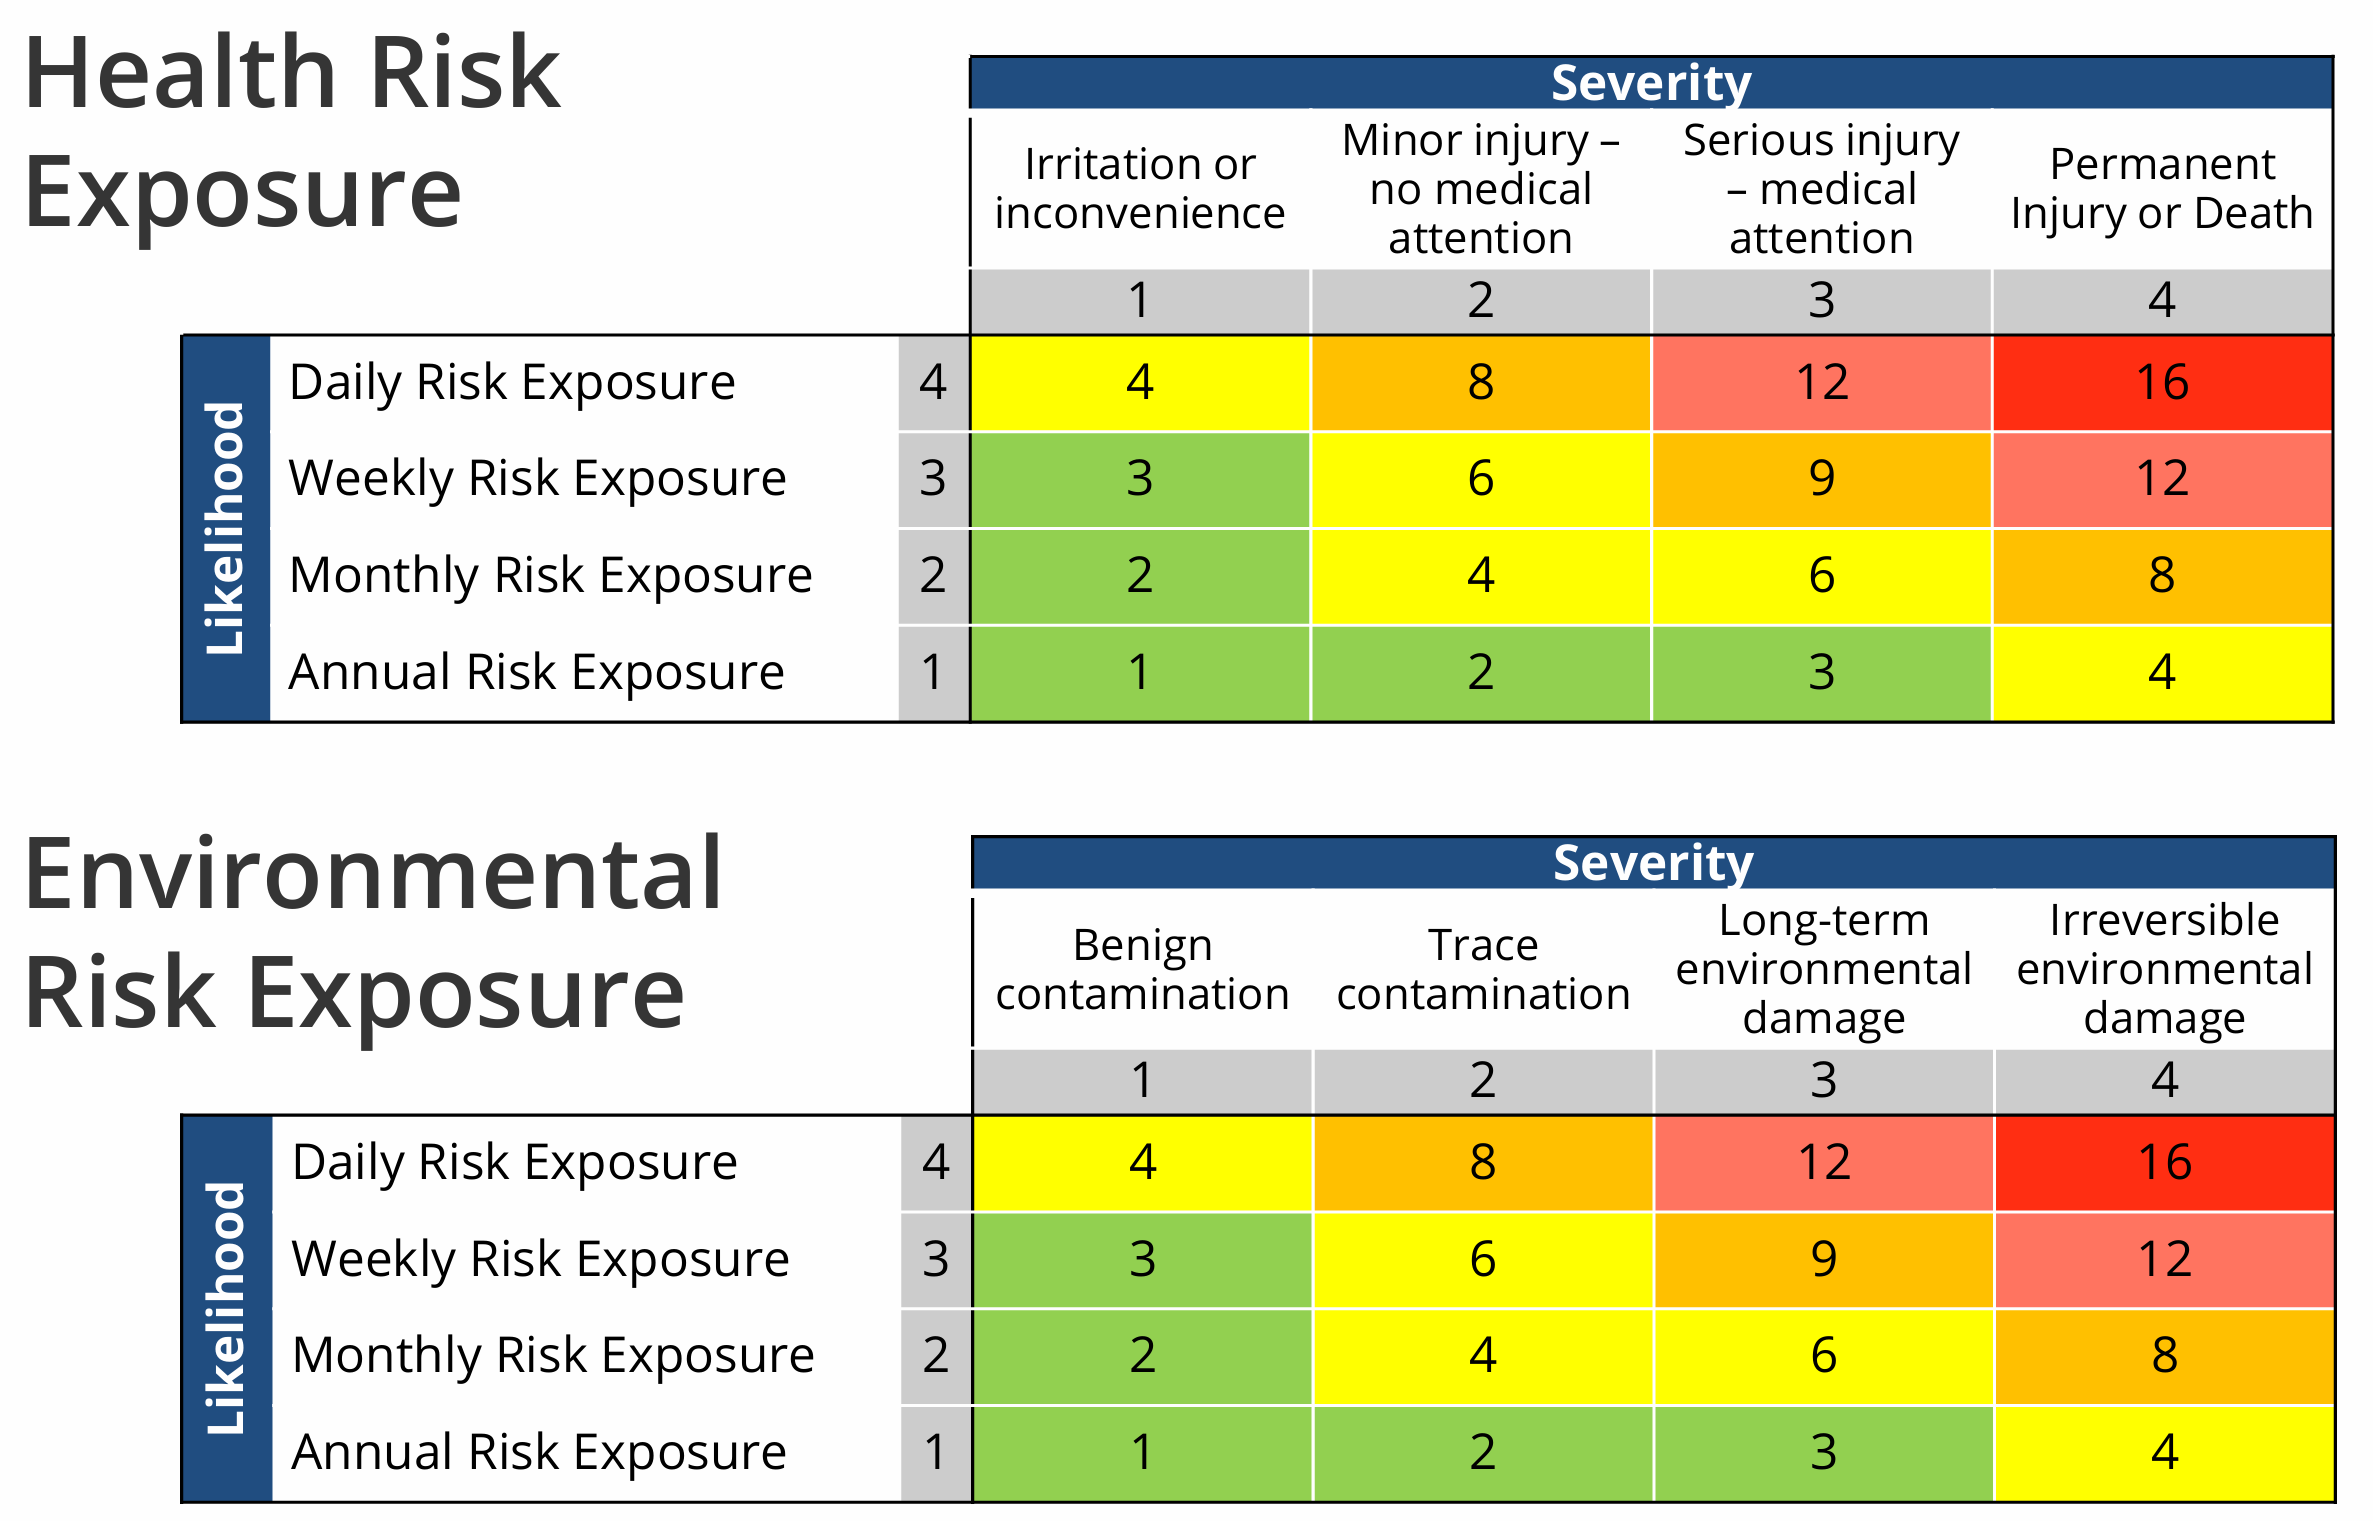 Health Risk
Exposure
Severity
Irritation or
inconvenience
Minor injury –
no medical
attention
Serious injury
– medical
attention
Permanent
Injury or Death
1 2 3 4
Likelihood
Daily Risk Exposure 4 4 8 12 16
Weekly Risk Exposure 3 3 6 9 12
Monthly Risk Exposure 2 2 4 6 8
Annual Risk Exposure 1 1 2 3 4
Environmental
Risk Exposure
Severity
Benign
contamination
Trace
contamination
Long-term
environmental
damage
Irreversible
environmental
damage
1 2 3 4
Likelihood
Daily Risk Exposure 4 4 8 12 16
Weekly Risk Exposure 3 3 6 9 12
Monthly Risk Exposure 2 2 4 6 8
Annual Risk Exposure 1 1 2 3 4